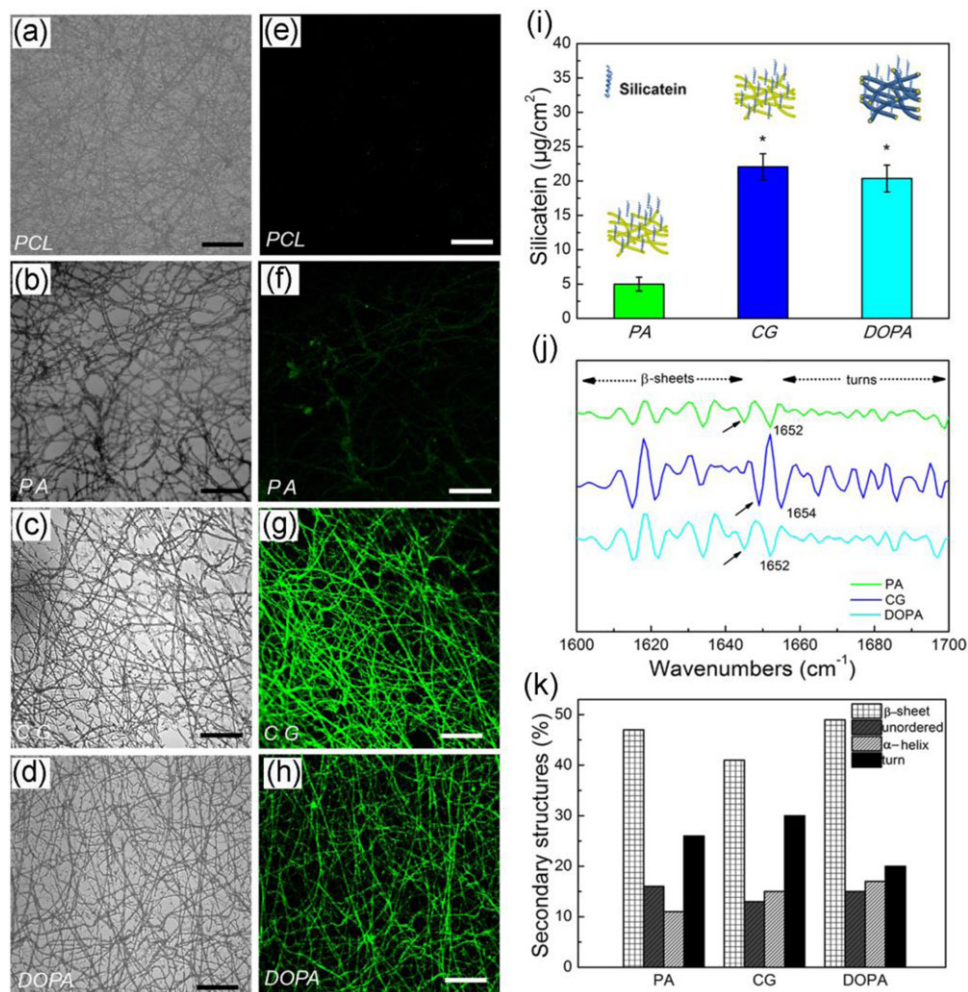 (a)
PCL
(e)
PCL
(b)
PA
(f)
PA
(c)
CG
(g)
CG
(d)
DOPA
(h)
DOPA
(i)
Silicatein (µg/cm²)
40
35
30
25
20
15
10
5
0
Silicatein
*
*
PA CG DOPA
(j)
β-sheets
turns
1652
1654
1652
PA
CG
DOPA
1600 1620 1640 1660 1680 1700
Wavenumbers (cm⁻¹)
(k)
Secondary structures (%)
50
40
30
20
10
0
β-sheet
unordered
α-helix
turn
PA CG DOPA